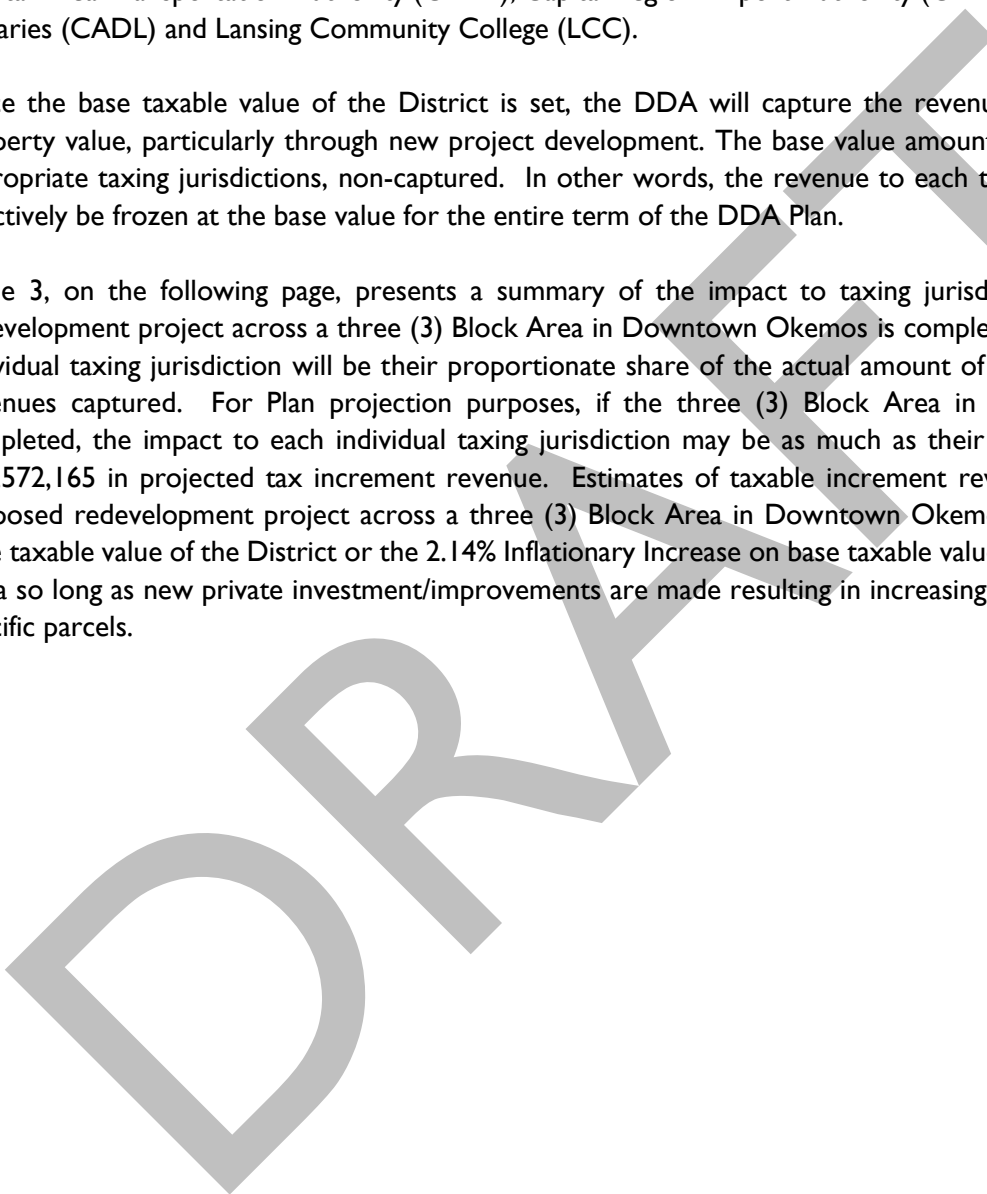 Transportation Authority Capital Region Airport Authority
aries (CADL) and Lansing Community College (LCC).
e the base taxable value of the District is set, the DDA will capture the revenu
perty value, particularly through new project development. The base value amount
ropriate taxing jurisdictions, non-captured. In other words, the revenue to each t
ctively be frozen at the base value for the entire term of the DDA Plan.
e 3, on the following page, presents a summary of the impact to taxing jurisd
evelopment project across a three (3) Block Area in Downtown Okemos is comple
vidual taxing jurisdiction will be their proportionate share of the actual amount of
enues captured. For Plan projection purposes, if the three (3) Block Area in
pleted, the impact to each individual taxing jurisdiction may be as much as their
572,165 in projected tax increment revenue. Estimates of taxable increment rev
posed redevelopment project across a three (3) Block Area in Downtown Okem
e taxable value of the District or the 2.14% Inflationary Increase on base taxable valu
a so long as new private investment/improvements are made resulting in increasing
cific parcels.
DRAFT